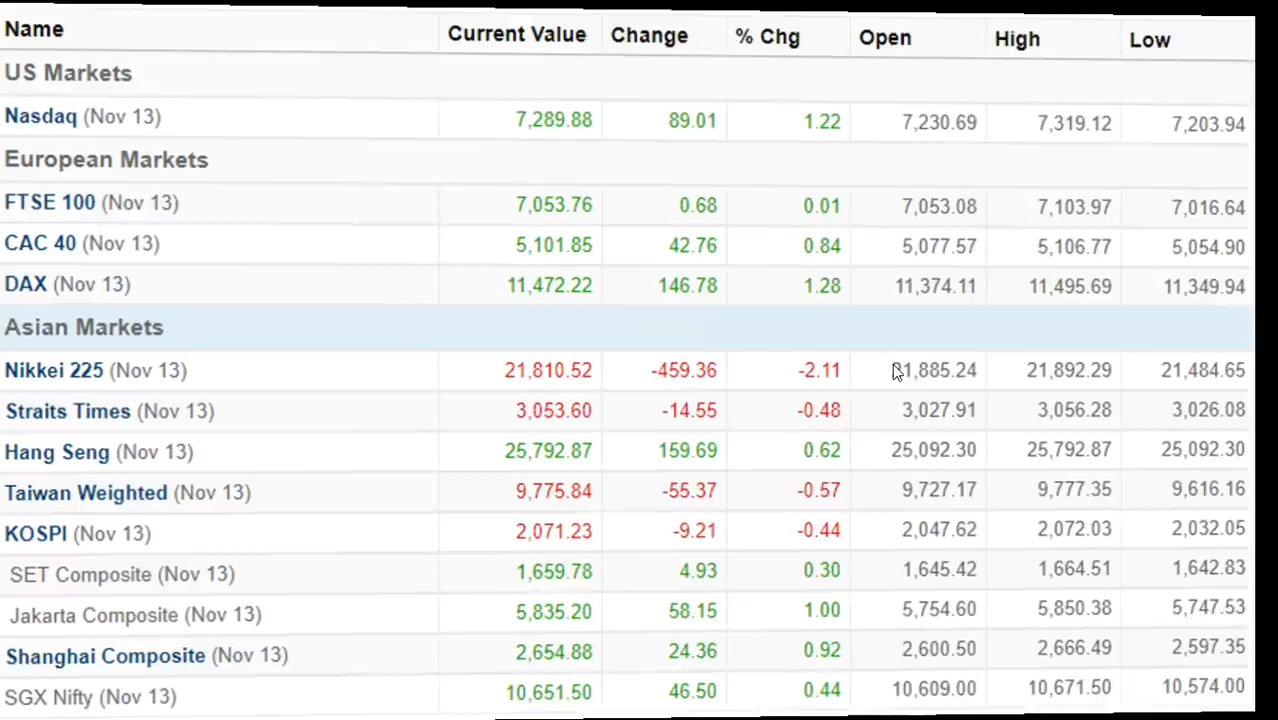 Name Current Value Change % Chg Open High Low
US Markets
Nasdaq (Nov 13) 7,289.88 89.01 1.22 7,230.69 7,319.12 7,203.94
European Markets
FTSE 100 (Nov 13) 7,053.76 0.68 0.01 7,053.08 7,103.97 7,016.64
CAC 40 (Nov 13) 5,101.85 42.76 0.84 5,077.57 5,106.77 5,054.90
DAX (Nov 13) 11,472.22 146.78 1.28 11,374.11 11,495.69 11,349.94
Asian Markets
Nikkei 225 (Nov 13) 21,810.52 -459.36 -2.11 21,885.24 21,892.29 21,484.65
Straits Times (Nov 13) 3,053.60 -14.55 -0.48 3,027.91 3,056.28 3,026.08
Hang Seng (Nov 13) 25,792.87 159.69 0.62 25,092.30 25,792.87 25,092.30
Taiwan Weighted (Nov 13) 9,775.84 -55.37 -0.57 9,727.17 9,777.35 9,616.16
KOSPI (Nov 13) 2,071.23 -9.21 -0.44 2,047.62 2,072.03 2,032.05
SET Composite (Nov 13) 1,659.78 4.93 0.30 1,645.42 1,664.51 1,642.83
Jakarta Composite (Nov 13) 5,835.20 58.15 1.00 5,754.60 5,850.38 5,747.53
Shanghai Composite (Nov 13) 2,654.88 24.36 0.92 2,600.50 2,666.49 2,597.35
SGX Nifty (Nov 13) 10,651.50 46.50 0.44 10,609.00 10,671.50 10,574.00